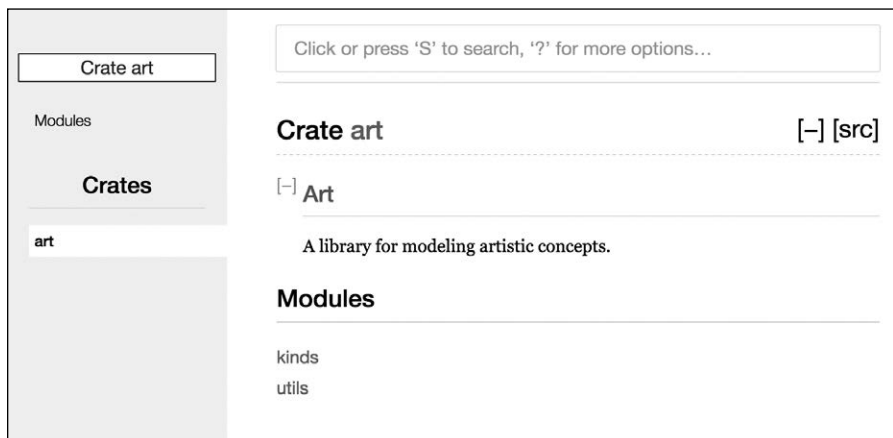 Crate art
Modules
Crates
art
Click or press ‘S’ to search, ‘?’ for more options…
Crate art [–] [src]
[–] Art
A library for modeling artistic concepts.
Modules
kinds
utils